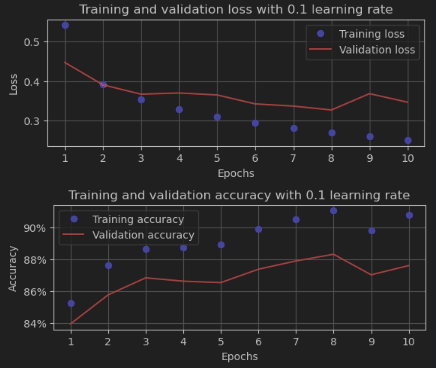 Training and validation loss with 0.1 learning rate
Training loss
Validation loss
0.5
0.4
0.3
Loss
1 2 3 4 5 6 7 8 9 10
Epochs
Training and validation accuracy with 0.1 learning rate
Training accuracy
Validation accuracy
90%
88%
86%
84%
Accuracy
1 2 3 4 5 6 7 8 9 10
Epochs